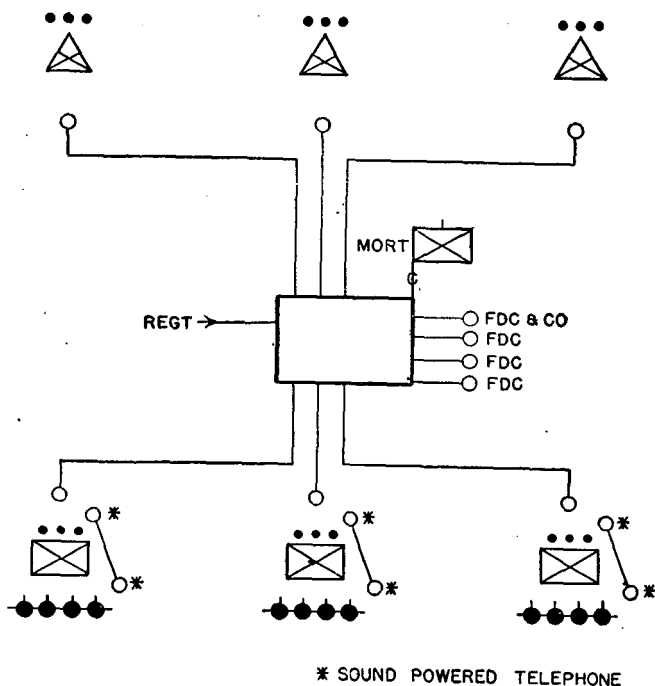 MORT
REGT
FDC & CO
FDC
FDC
FDC
*
*
*
*
*
*
* SOUND POWERED TELEPHONE